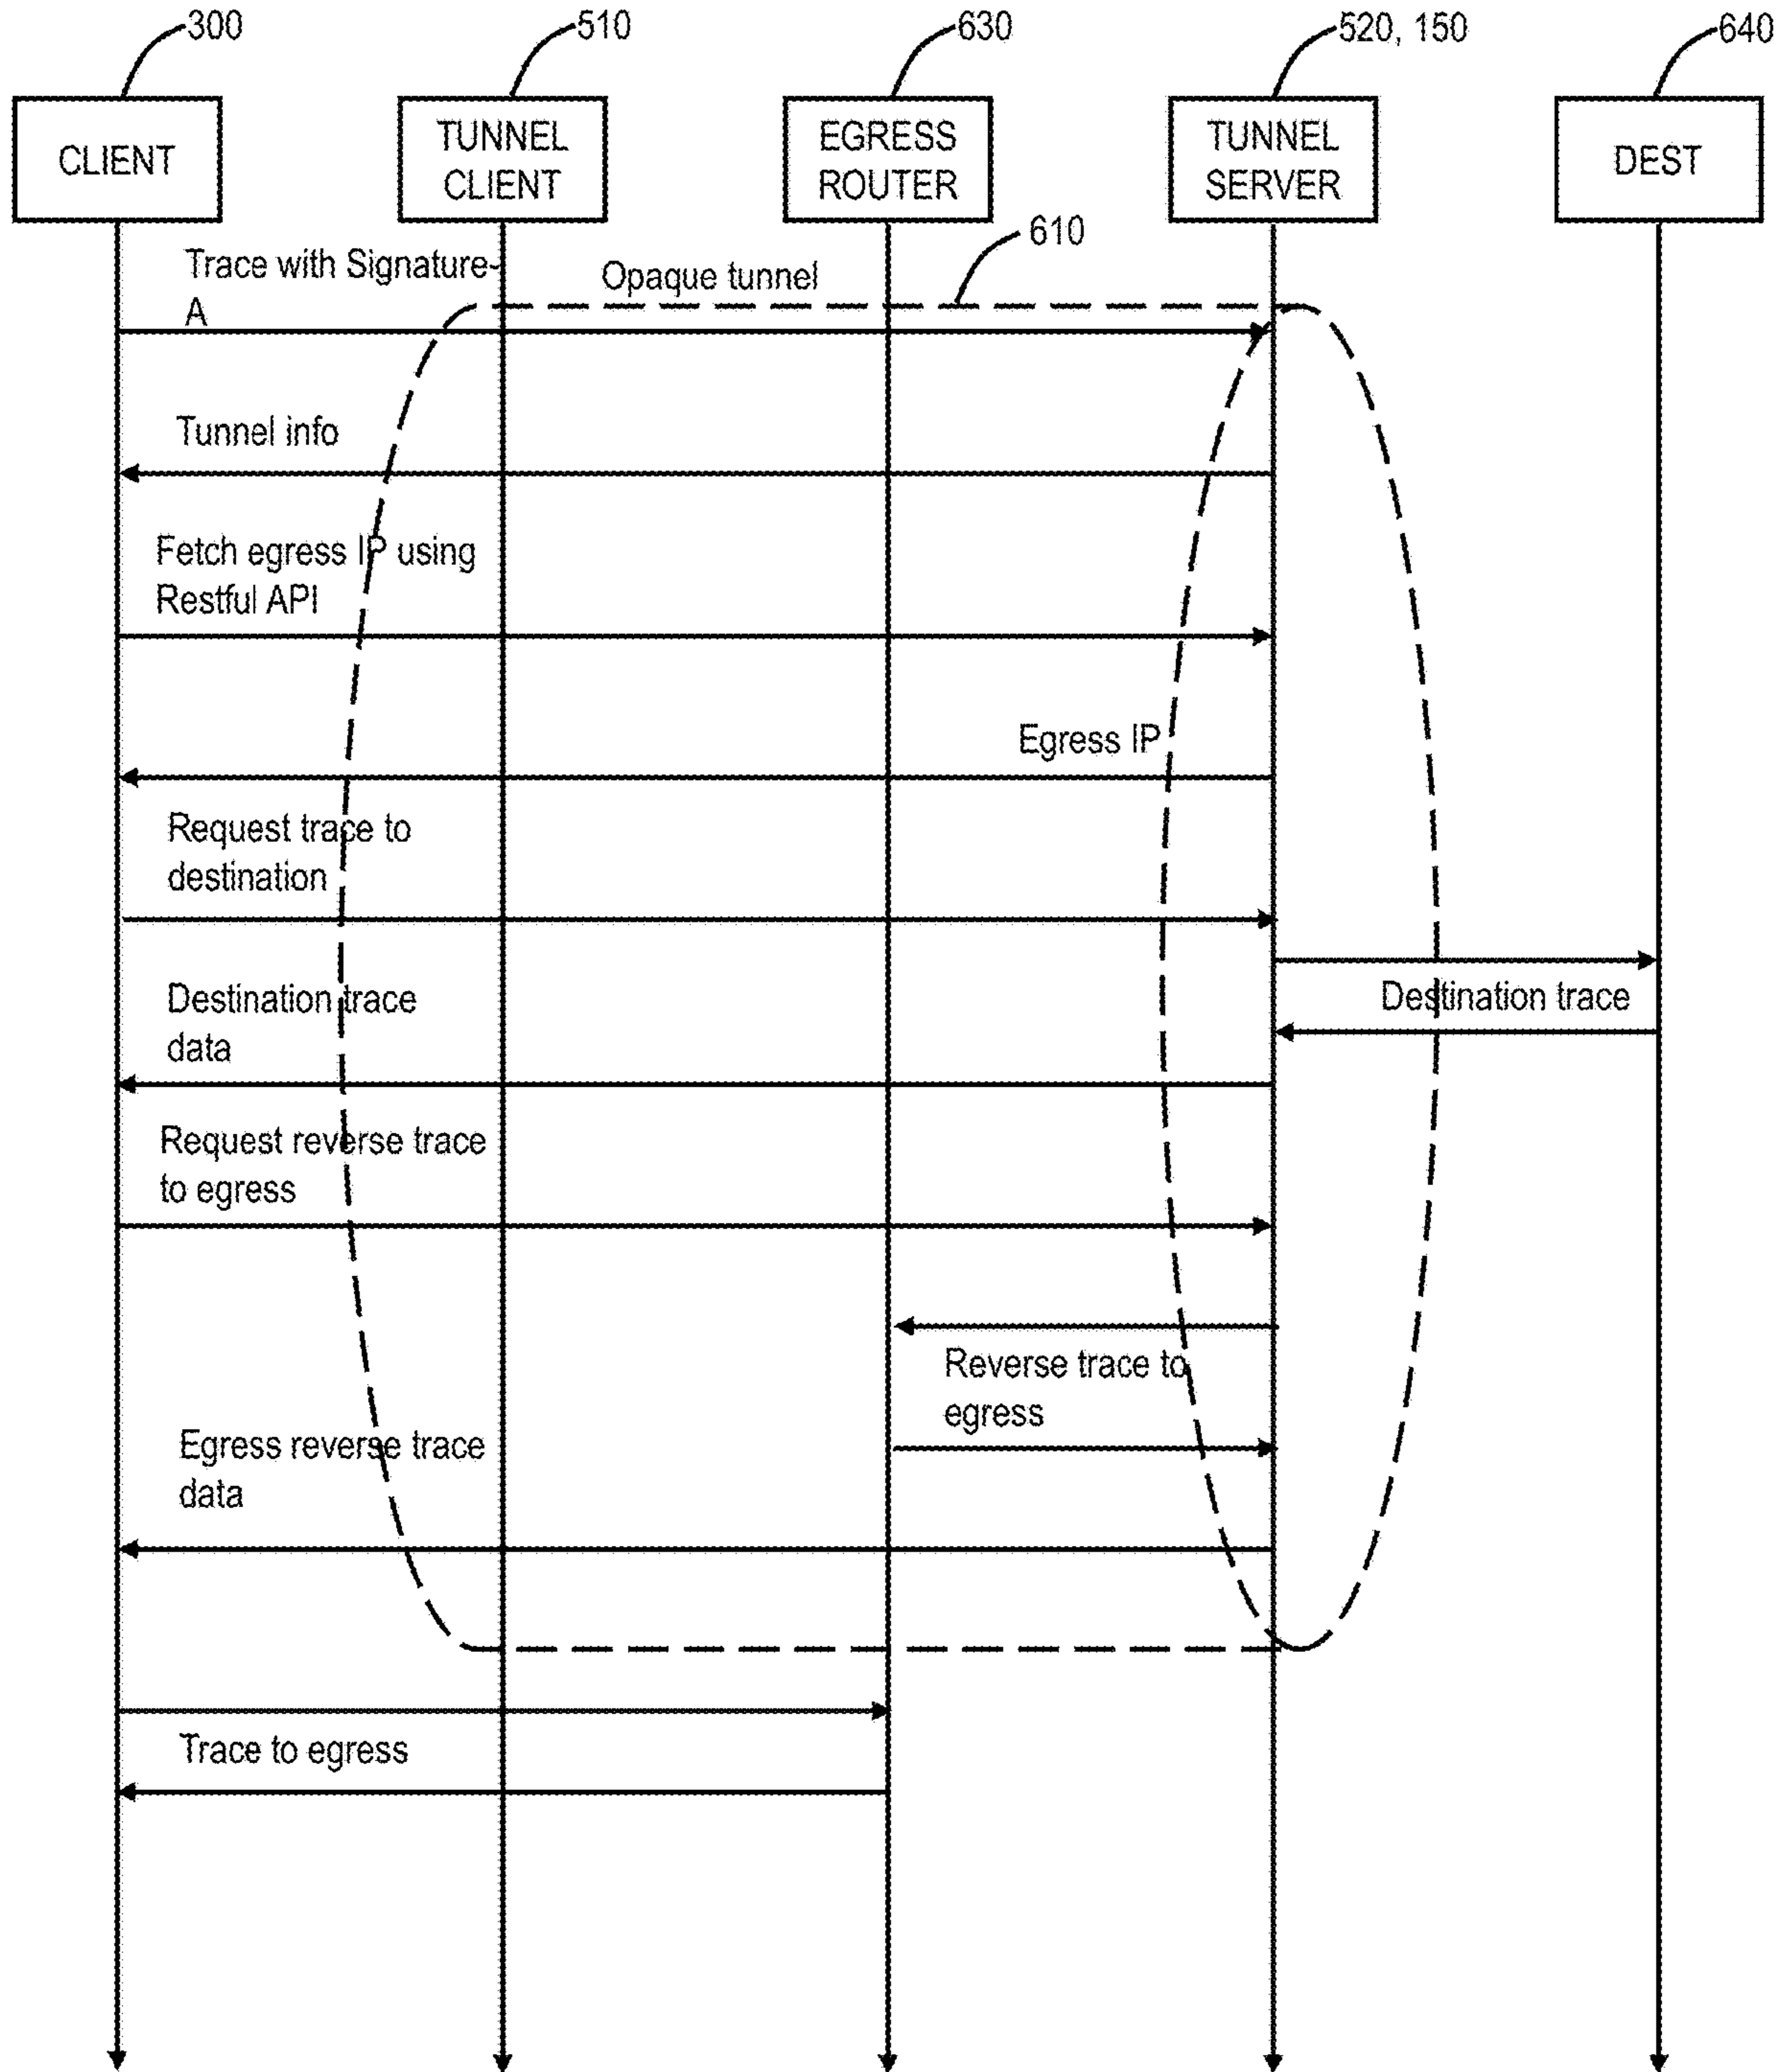 300
510
630
520, 150
640
CLIENT
TUNNEL
CLIENT
EGRESS
ROUTER
TUNNEL
SERVER
DEST
610
Trace with Signature-
A
Opaque tunnel
Tunnel info
Fetch egress IP using
Restful API
Egress IP
Request trace to
destination
Destination trace
Destination trace
data
Request reverse trace
to egress
Reverse trace to
egress
Egress reverse trace
data
Trace to egress